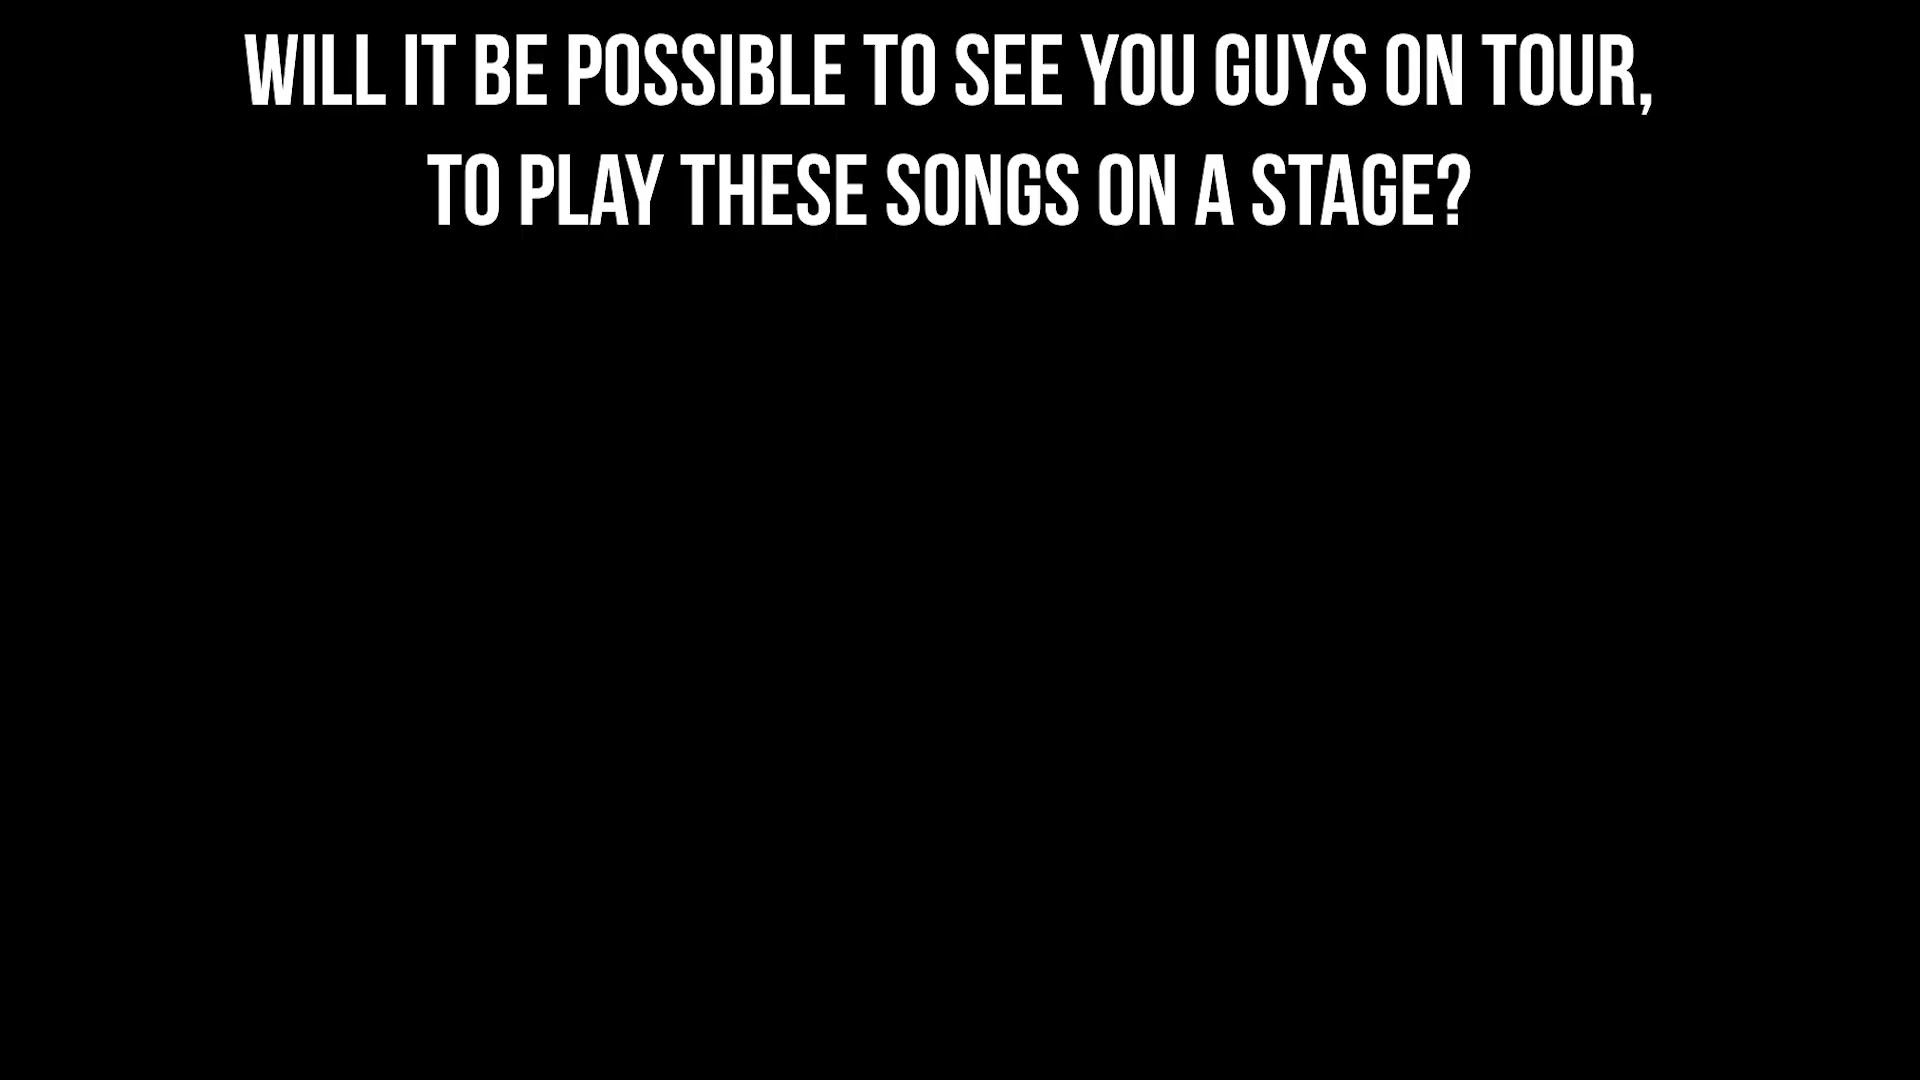 WILL IT BE POSSIBLE TO SEE YOU GUYS ON TOUR,
TO PLAY THESE SONGS ON A STAGE?